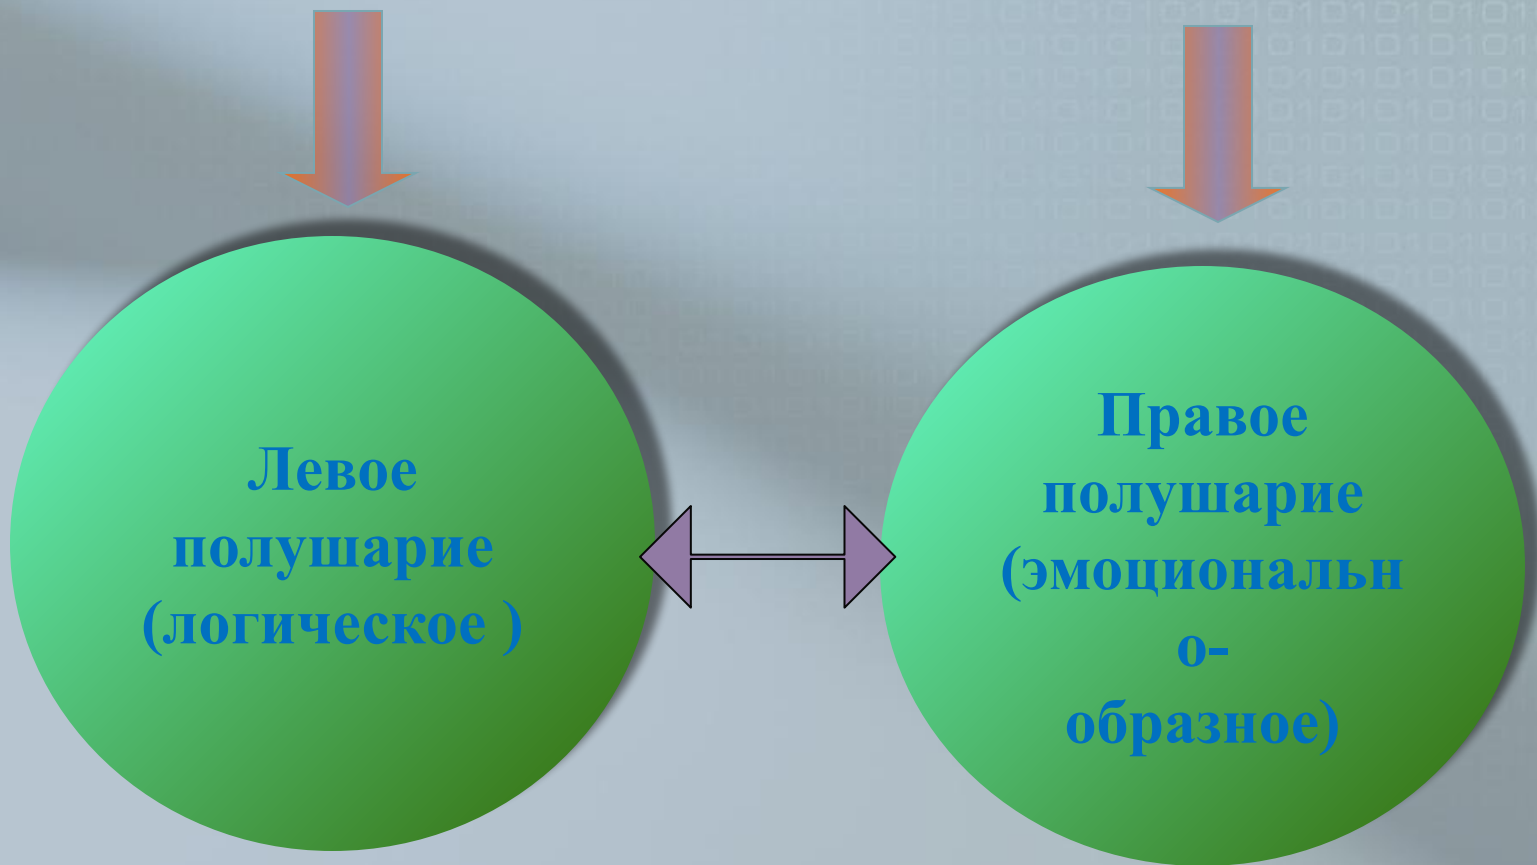 Левое
полушарие
(логическое )
Правое
полушарие
(эмоциональн
о-
образное)